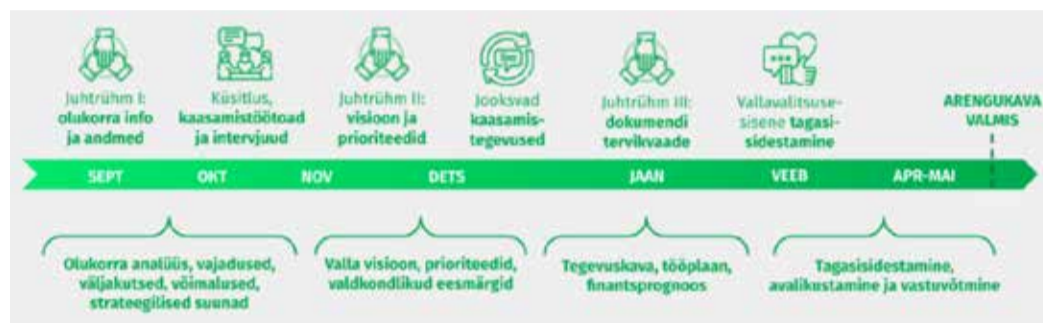 Juhtrühm I:
olukorra info
ja andmed
Küsitlus,
kaasamistöötoad
ja intervjuud
Juhtrühm II:
visioon ja
prioriteedid
Jooksvad
kaasamis-
tegevused
Juhtrühm III:
dokumendi
tervikvaade
Vallavalitsuse-
sisene tagasi-
sidestamine
ARENGUKAVA
VALMIS
SEPT
OKT
NOV
DETS
JAAN
VEEB
APR-MAI
Olukorra analüüs, vajadused,
väljakutsed, võimalused,
strateegilised suunad
Valla visioon, prioriteedid,
valdkondlikud eesmärgid
Tegevuskava, tööplaan,
finantsprognoos
Tagasisidestamine,
avalikustamine ja vastuvõtmine